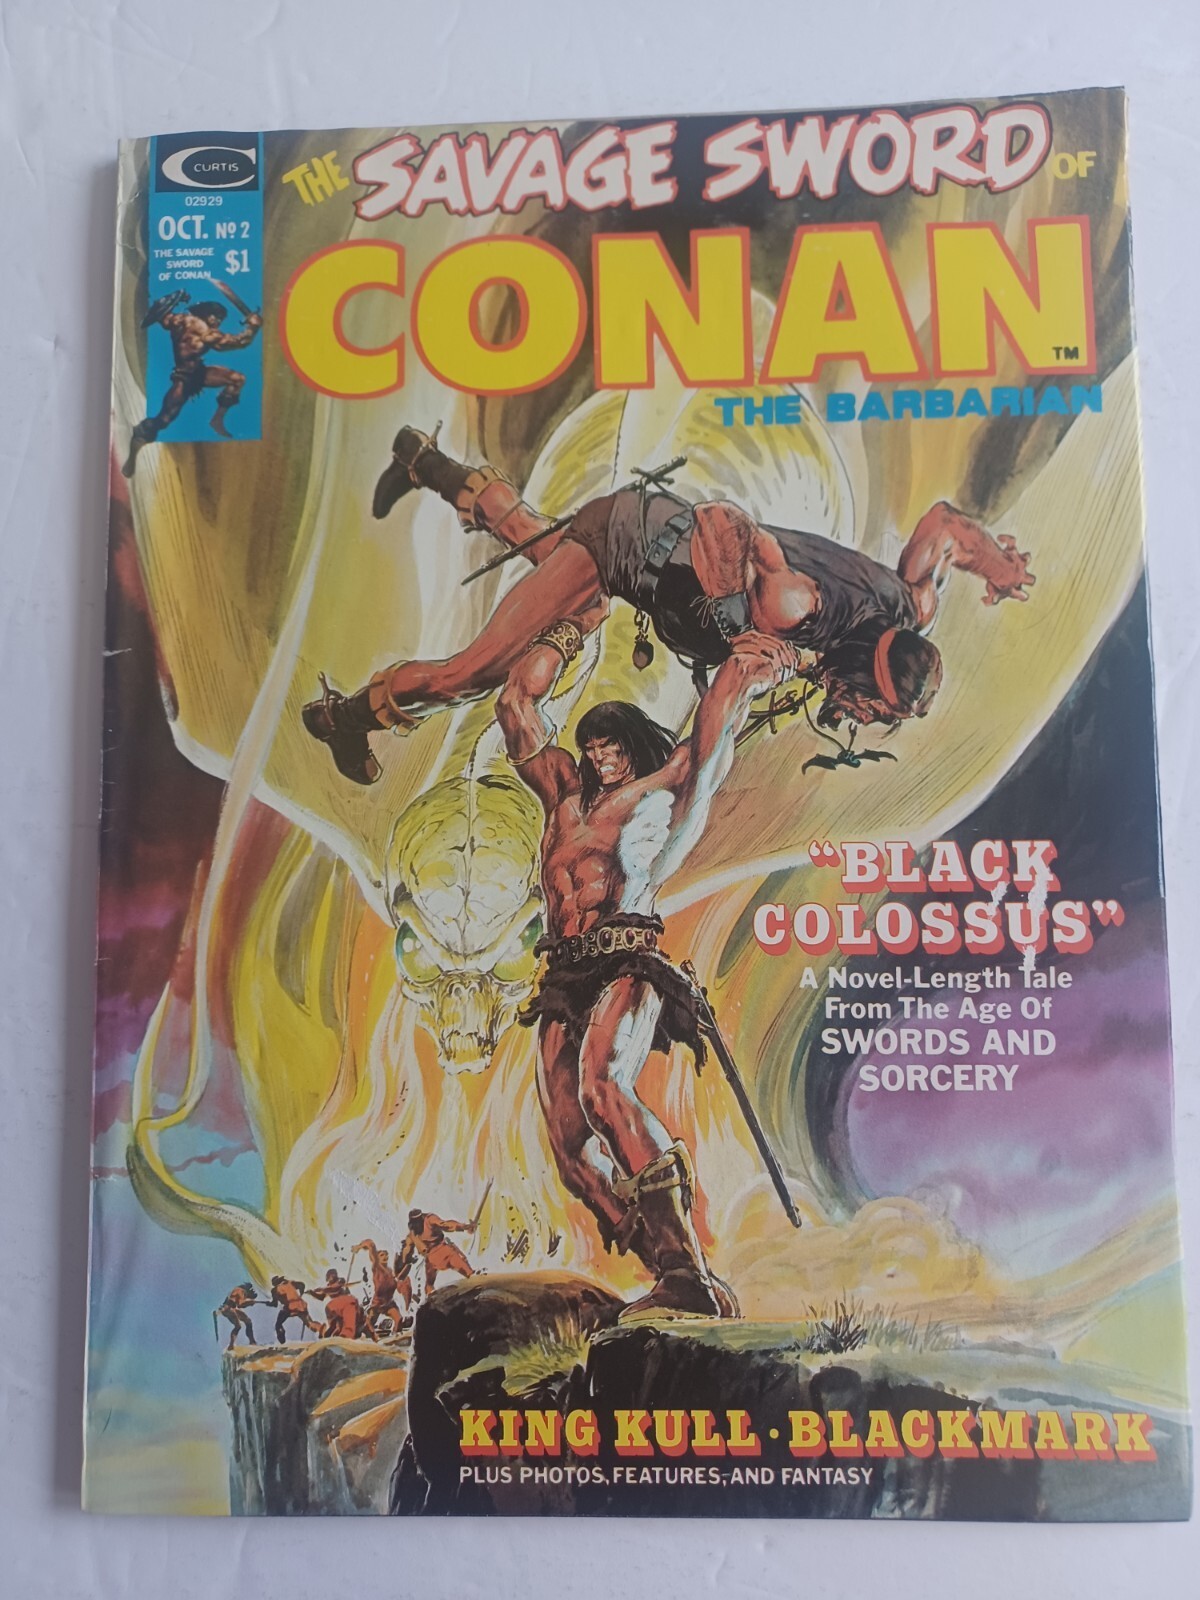 CURTIS
02929
OCT. Nº 2
THE SAVAGE
SWORD
OF CONAN
$1
THE SAVAGE SWORD OF
CONAN
TM
THE BARBARIAN
“BLACK
COLOSSUS”
A Novel-Length Tale
From The Age Of
SWORDS AND
SORCERY
KING KULL · BLACKMARK
PLUS PHOTOS, FEATURES, AND FANTASY